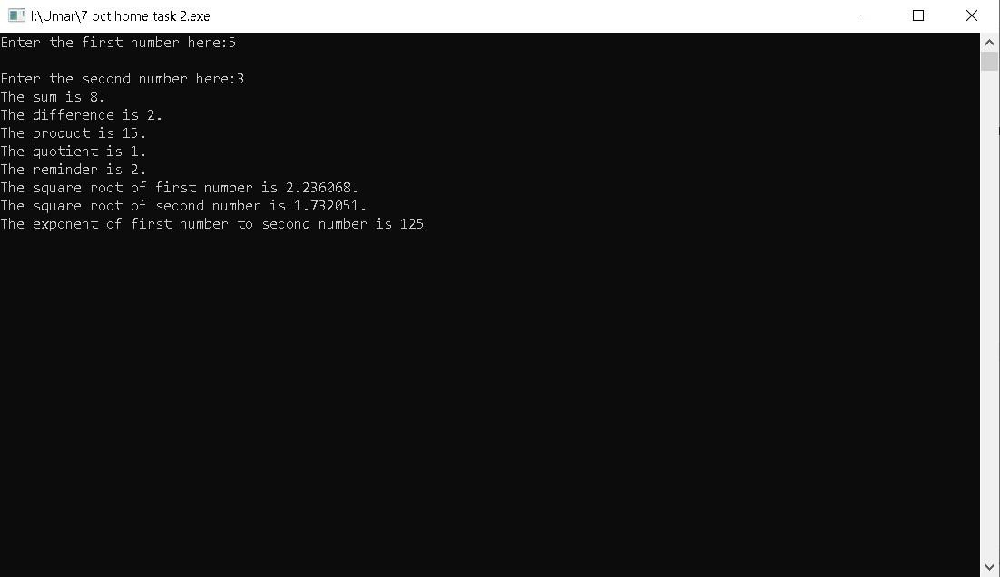 I:\Umar\7 oct home task 2.exe
Enter the first number here:5
Enter the second number here:3
The sum is 8.
The difference is 2.
The product is 15.
The quotient is 1.
The reminder is 2.
The square root of first number is 2.236068.
The square root of second number is 1.732051.
The exponent of first number to second number is 125